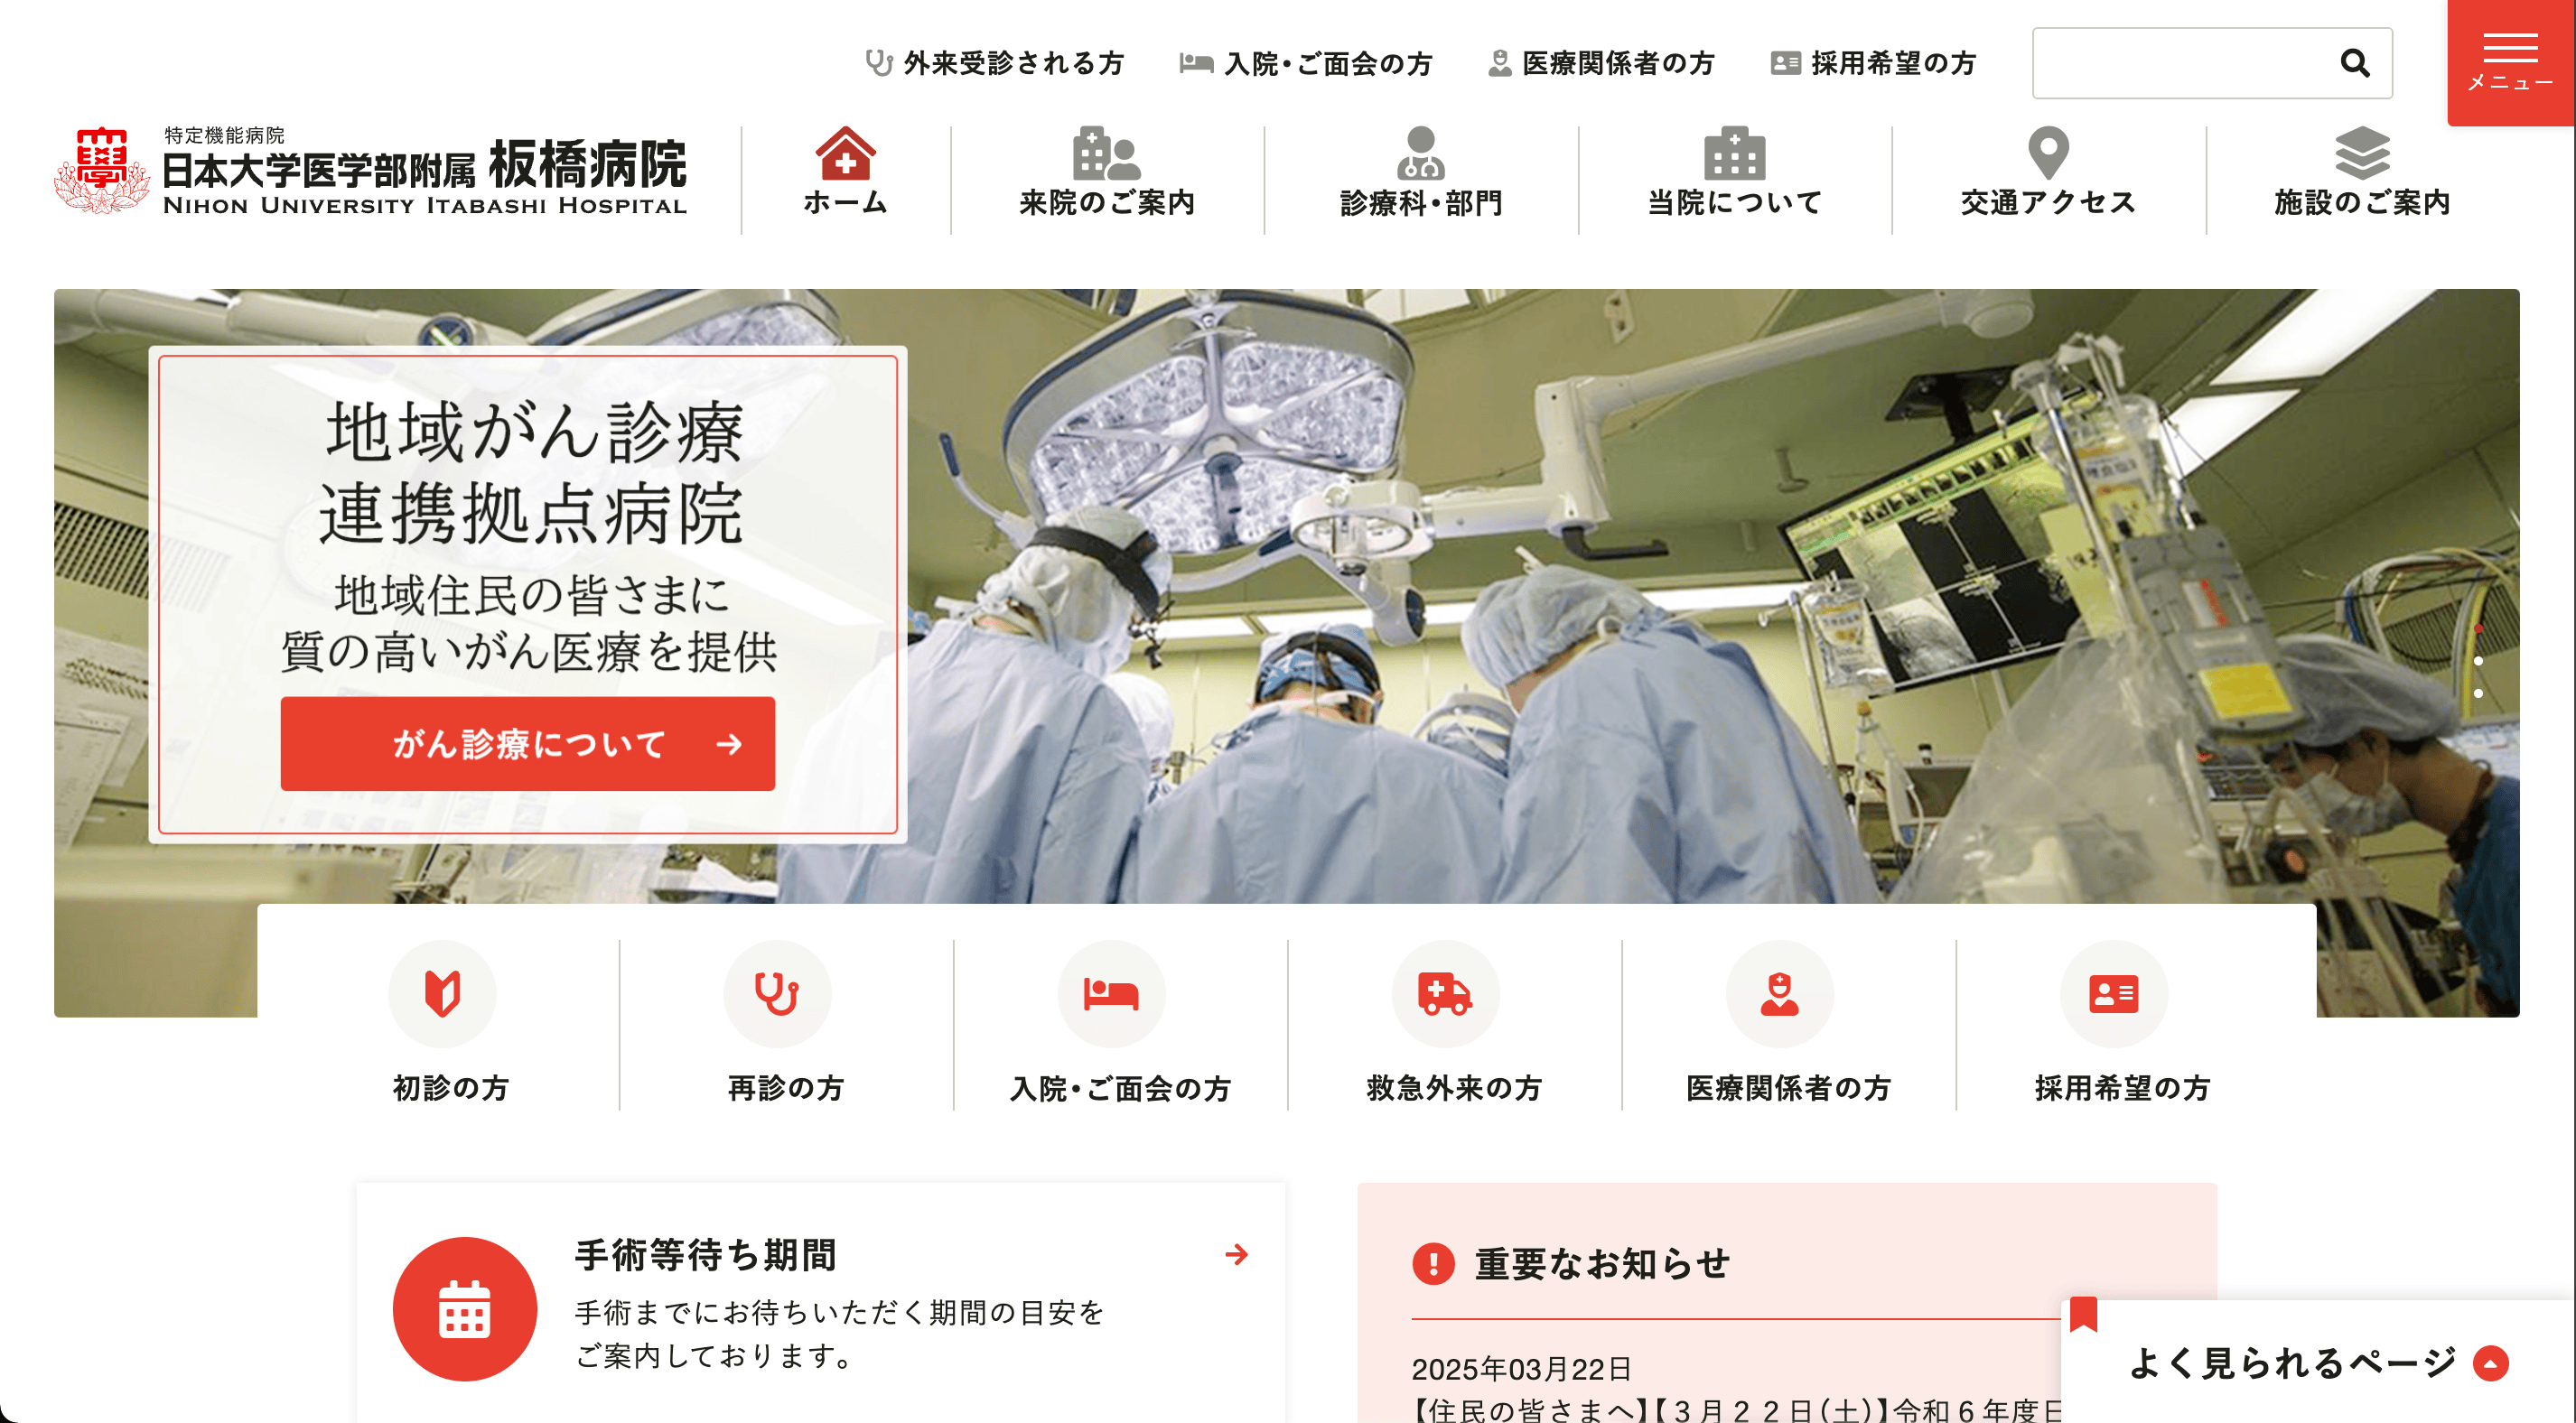 外来受診される方
入院・ご面会の方
医療関係者の方
採用希望の方
メニュー
特定機能病院
日本大学医学部附属 板橋病院
NIHON UNIVERSITY ITABASHI HOSPITAL
ホーム
来院のご案内
診療科・部門
当院について
交通アクセス
施設のご案内
地域がん診療
連携拠点病院
地域住民の皆さまに
質の高いがん医療を提供
がん診療について
初診の方
再診の方
入院・ご面会の方
救急外来の方
医療関係者の方
採用希望の方
手術等待ち期間
手術までにお待ちいただく期間の目安を
ご案内しております。
重要なお知らせ
2025年03月22日
【住民の皆さまへ】【３月２２日（土）】令和６年度日
よく見られるページ